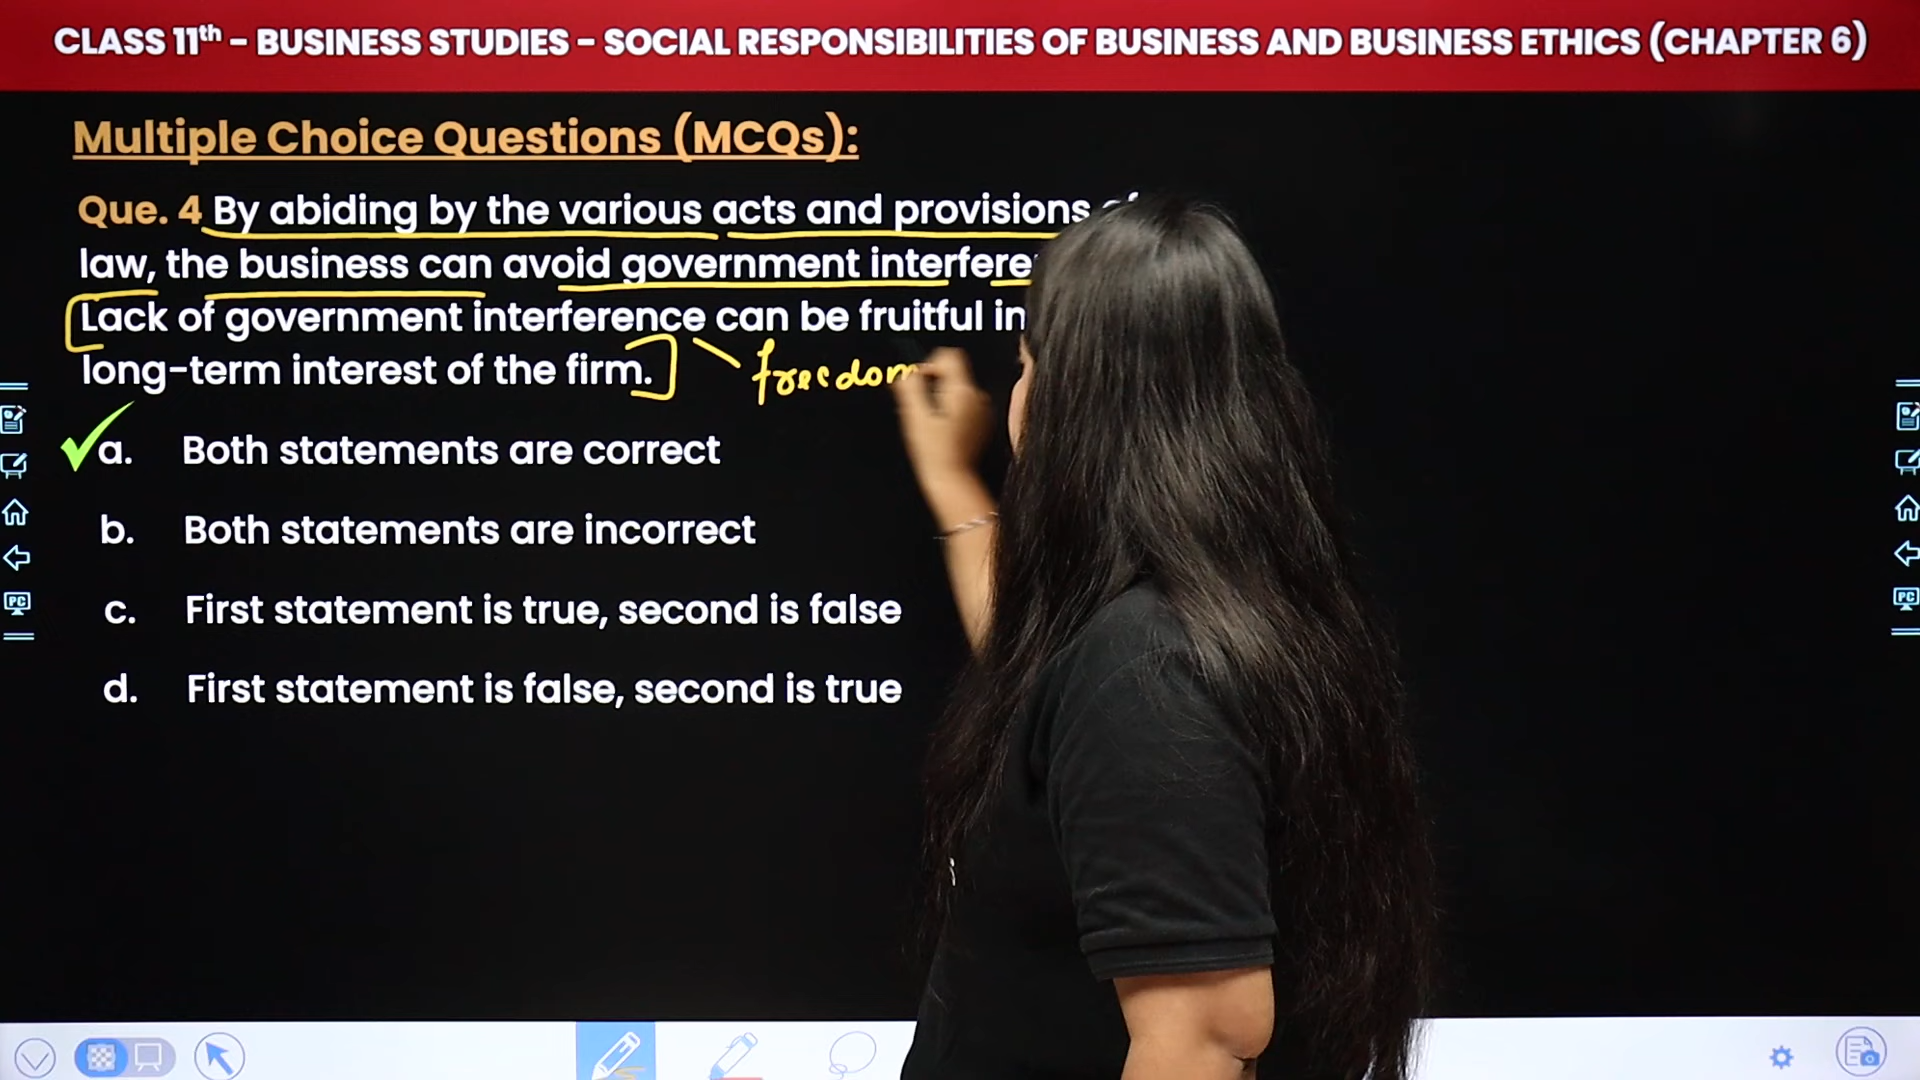 CLASS 11th - BUSINESS STUDIES - SOCIAL RESPONSIBILITIES OF BUSINESS AND BUSINESS ETHICS (CHAPTER 6)
Multiple Choice Questions (MCQs):
Que. 4 By abiding by the various acts and provisions
law, the business can avoid government
Lack of government interference can be fruitful in
long-term interest of the firm.
freedom
a. Both statements are correct
b. Both statements are incorrect
c. First statement is true, second is false
d. First statement is false, second is true
PC
PC